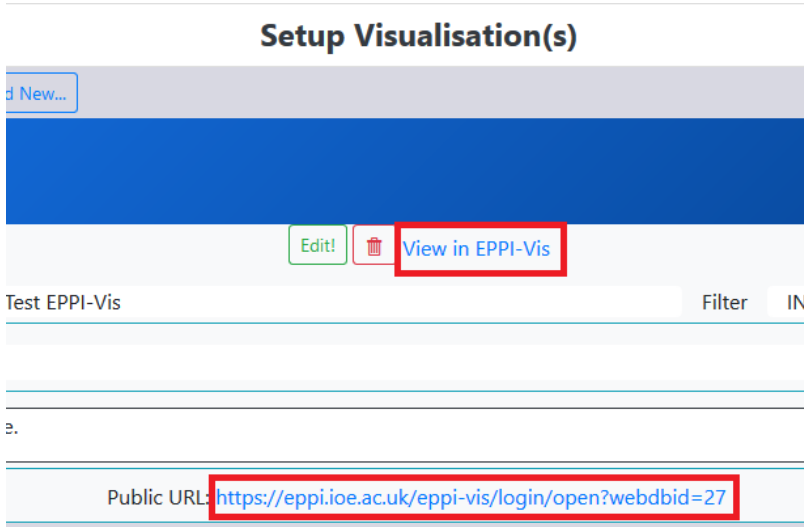 Setup Visualisation(s)
d New...
Edit!
View in EPPI-Vis
Test EPPI-Vis
Filter
IN
e.
Public URL: https://eppi.ioe.ac.uk/eppi-vis/login/open?webdbid=27